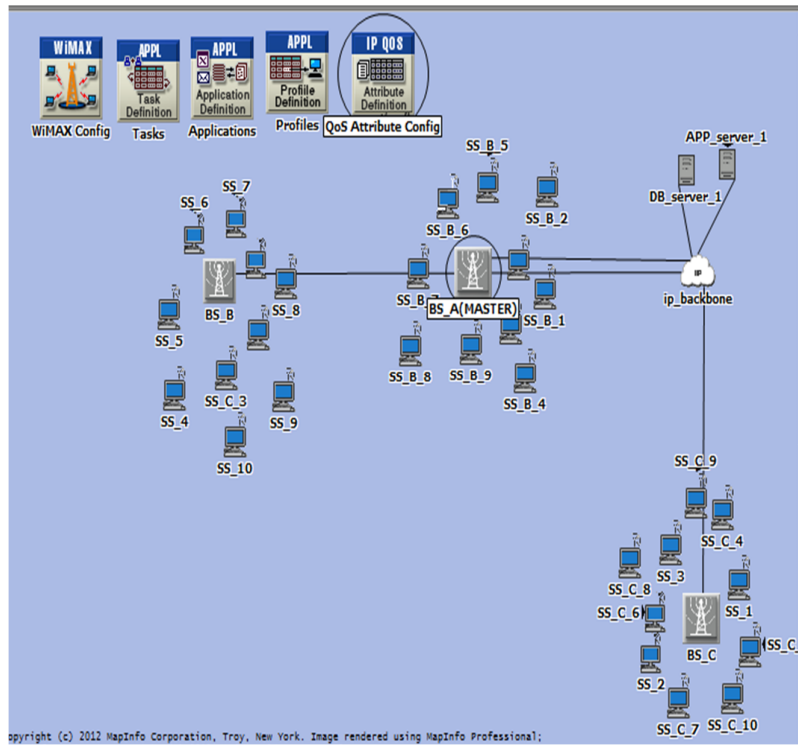 WiMAX
WiMAX Config
APPL
Task
Definition
Tasks
APPL
Application
Definition
Applications
APPL
Profile
Definition
Profiles
IP QOS
Attribute
Definition
QoS Attribute Config
SS_B_5
APP_server_1
SS_7
SS_6
DB_server_1
SS_B_2
SS_B_6
IP
ip_backbone
BS_B
SS_8
BS_A(MASTER)
SS_B_1
SS_5
SS_B_8
SS_B_9
SS_B_4
SS_C_3
SS_4
SS_9
SS_10
SS_C_9
SS_C_4
SS_3
SS_C_8
SS_1
SS_C_6
BS_C
SS_2
SS_C_7
SS_C_10
opyright (c) 2012 MapInfo Corporation, Troy, New York. Image rendered using MapInfo Professional;